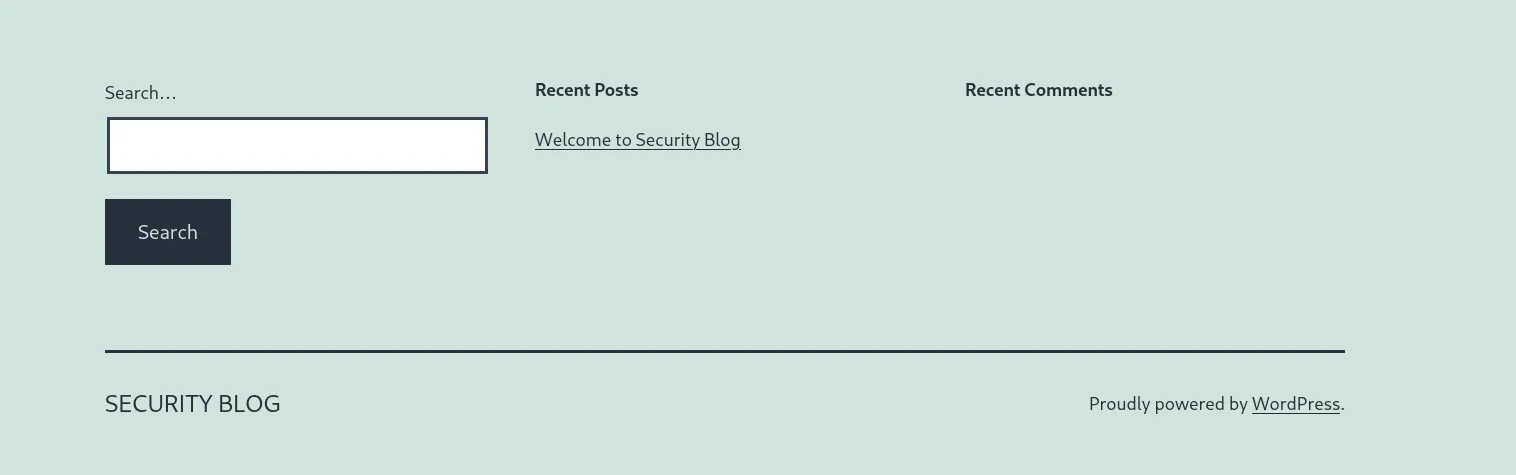 Search…
Search
Recent Posts
Welcome to Security Blog
Recent Comments
SECURITY BLOG
Proudly powered by WordPress.